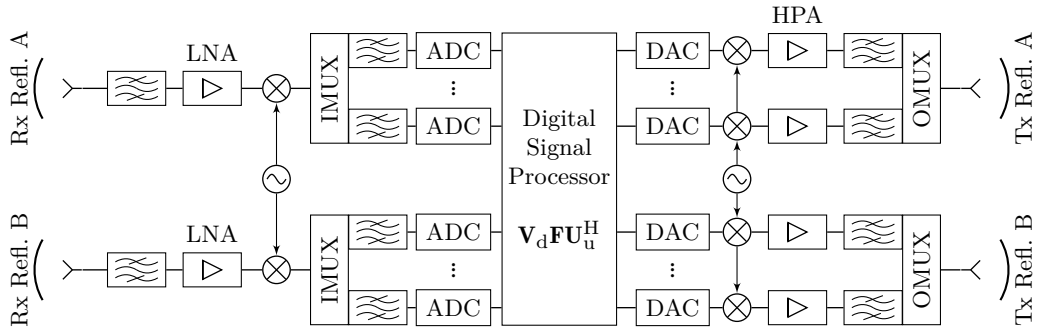 Rx Refl. A
LNA
IMUX
ADC
...
ADC
Digital
Signal
Processor
V_d F U_u^H
DAC
...
DAC
HPA
OMUX
Tx Refl. A
Rx Refl. B
LNA
IMUX
ADC
...
ADC
DAC
...
DAC
OMUX
Tx Refl. B